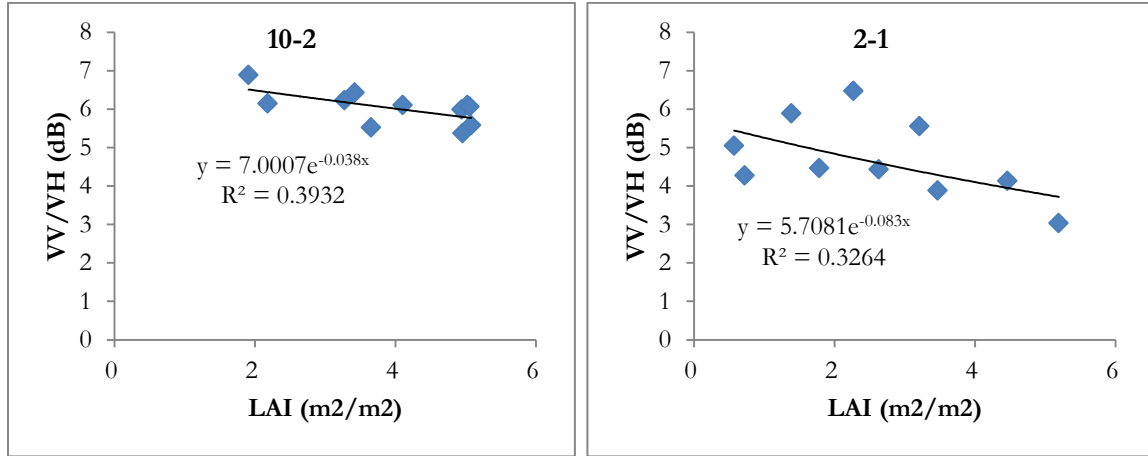 10-2
8
7
6
5
4
3
2
1
0
VV/VH (dB)
y = 7.0007e^-0.038x
R² = 0.3932
0 2 4 6
LAI (m2/m2)
2-1
8
7
6
5
4
3
2
1
0
VV/VH (dB)
y = 5.7081e^-0.083x
R² = 0.3264
0 2 4 6
LAI (m2/m2)